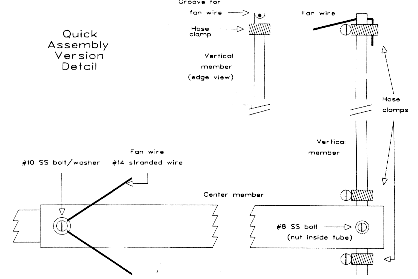 Groove for
fan wire
Hose
clamp
Fan wire
Quick
Assembly
Version
Detail
Vertical
member
(edge view)
Hose
clamps
Vertica
member
Fan wire
#10 SS bolt/washer
#14 stranded wire
Center member
#8 SS bolt
(nut inside tube)